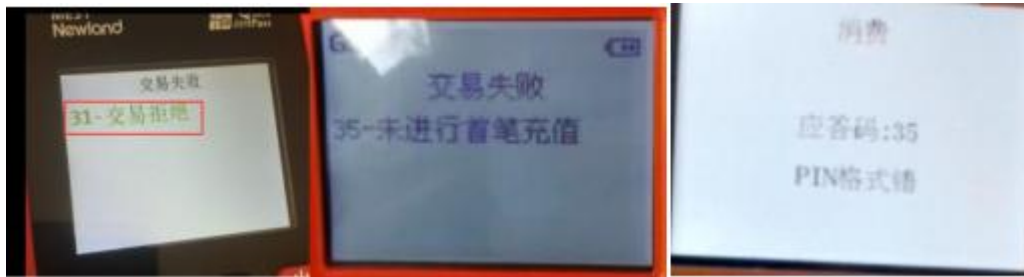 Newland
交易失败
31-交易拒绝
交易失败
35-未进行首笔充值
消费
应答码:35
PIN格式错